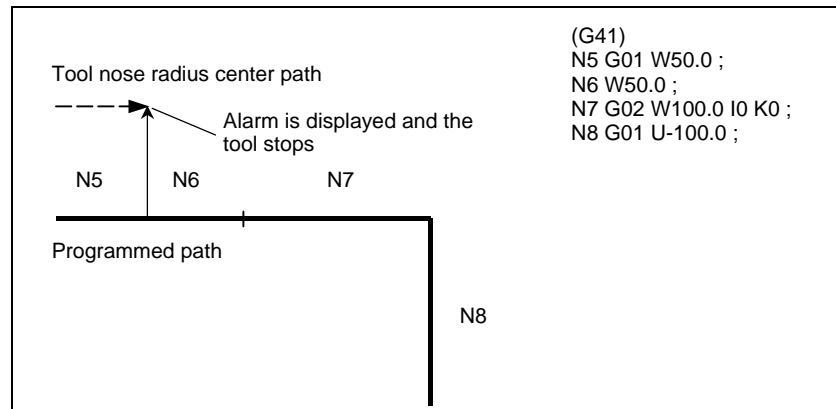 (G41)
N5 G01 W50.0 ;
N6 W50.0 ;
N7 G02 W100.0 I0 K0 ;
N8 G01 U-100.0 ;
Tool nose radius center path
Alarm is displayed and the
tool stops
N5
N6
N7
Programmed path
N8